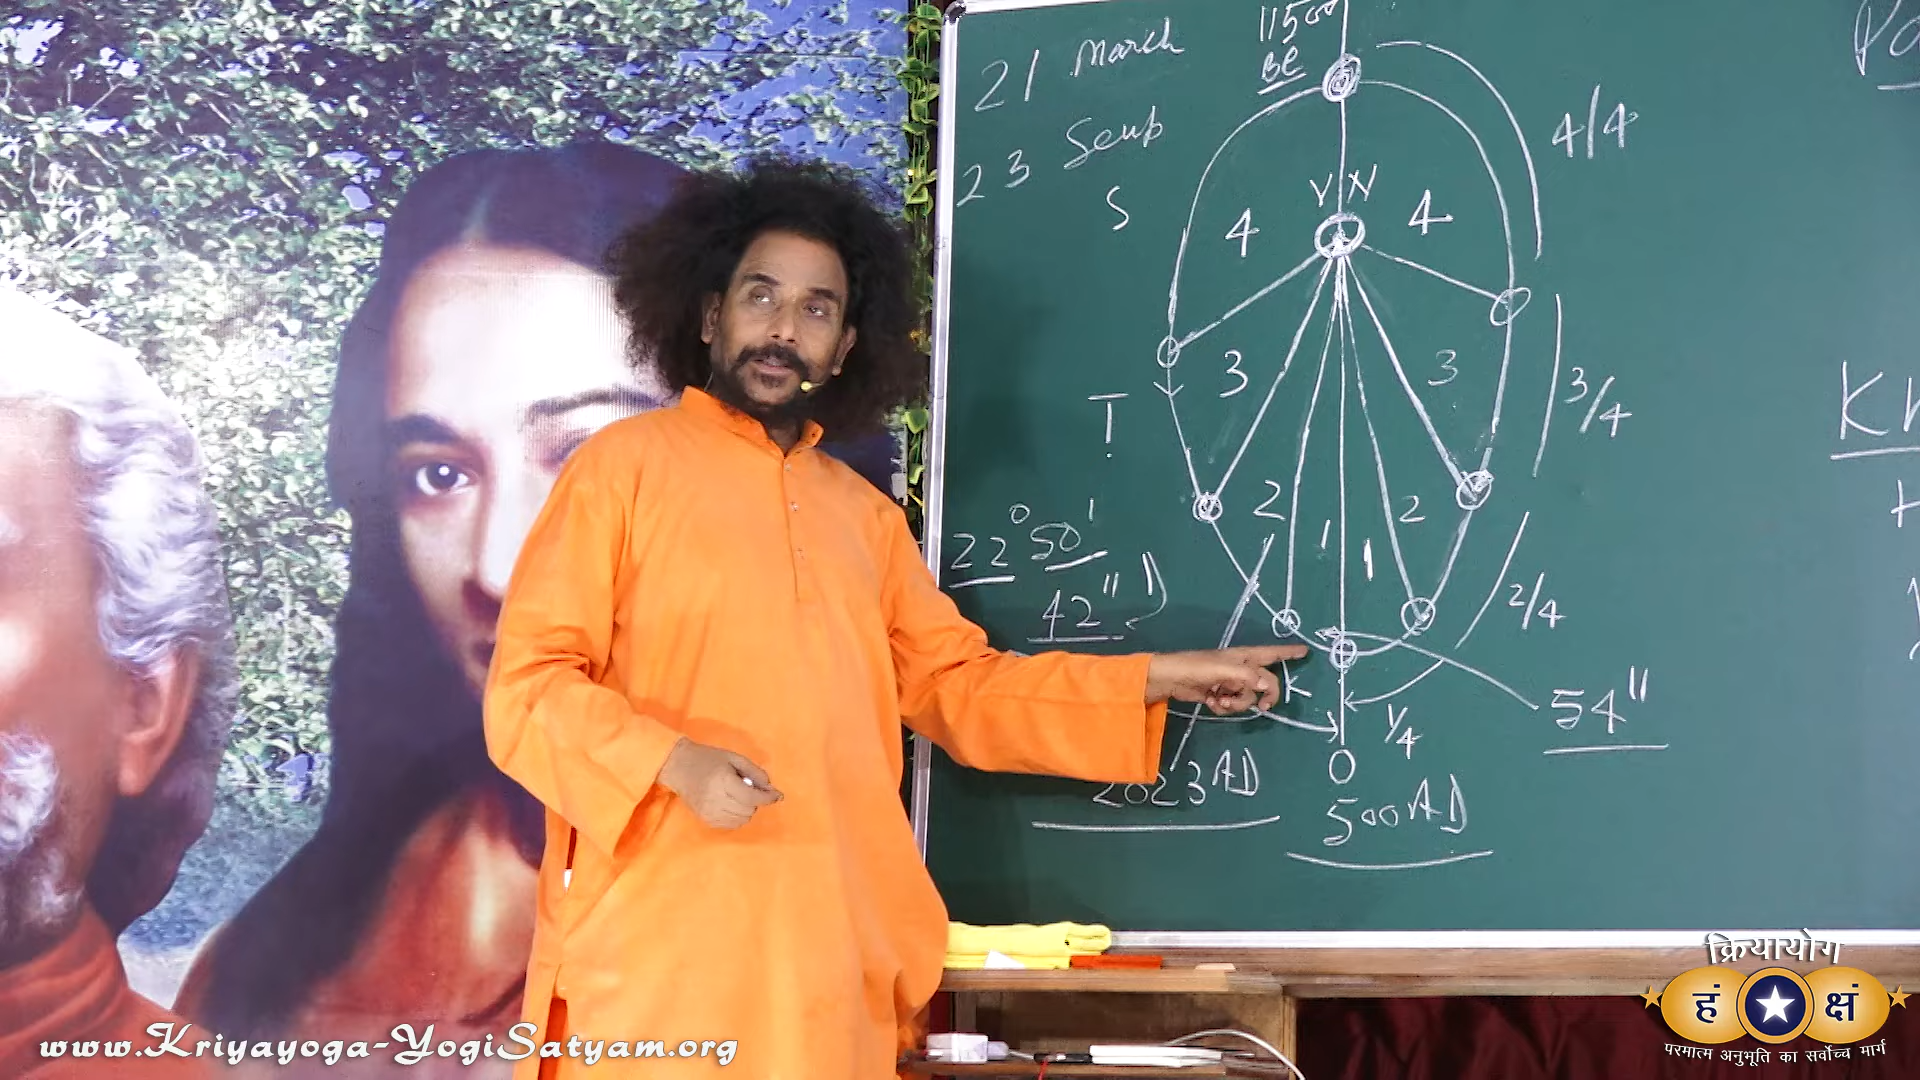 21 March
23
S
T
22° 50'
42"
2023 AD
11500
BC
VN
4 4
3 3
2 2
1 1
K
0
500 AD
4/4
3/4
2/4
1/4
54"
www.Kriyayoga-YogiSatyam.org
क्रियायोग
हं क्षं
परमात्म अनुभूति का सर्वोच्च मार्ग